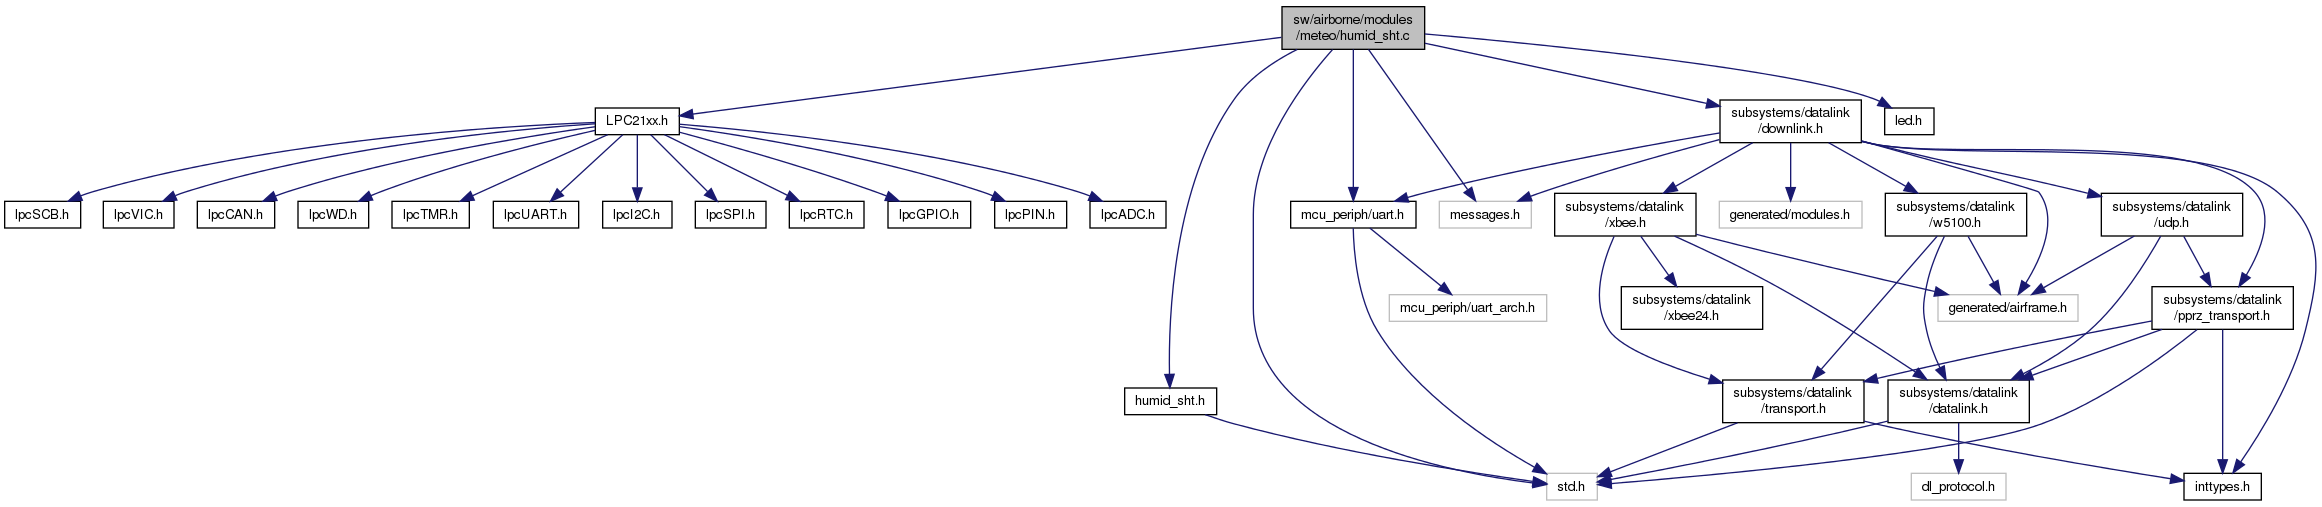 sw/airborne/modules
/meteo/humid_sht.c
LPC21xx.h
subsystems/datalink
/downlink.h
led.h
lpcSCB.h
lpcVIC.h
lpcCAN.h
lpcWD.h
lpcTMR.h
lpcUART.h
lpcI2C.h
lpcSPI.h
lpcRTC.h
lpcGPIO.h
lpcPIN.h
lpcADC.h
mcu_periph/uart.h
messages.h
subsystems/datalink
/xbee.h
generated/modules.h
subsystems/datalink
/w5100.h
subsystems/datalink
/udp.h
mcu_periph/uart_arch.h
subsystems/datalink
/xbee24.h
generated/airframe.h
subsystems/datalink
/pprz_transport.h
humid_sht.h
subsystems/datalink
/transport.h
subsystems/datalink
/datalink.h
std.h
dl_protocol.h
inttypes.h